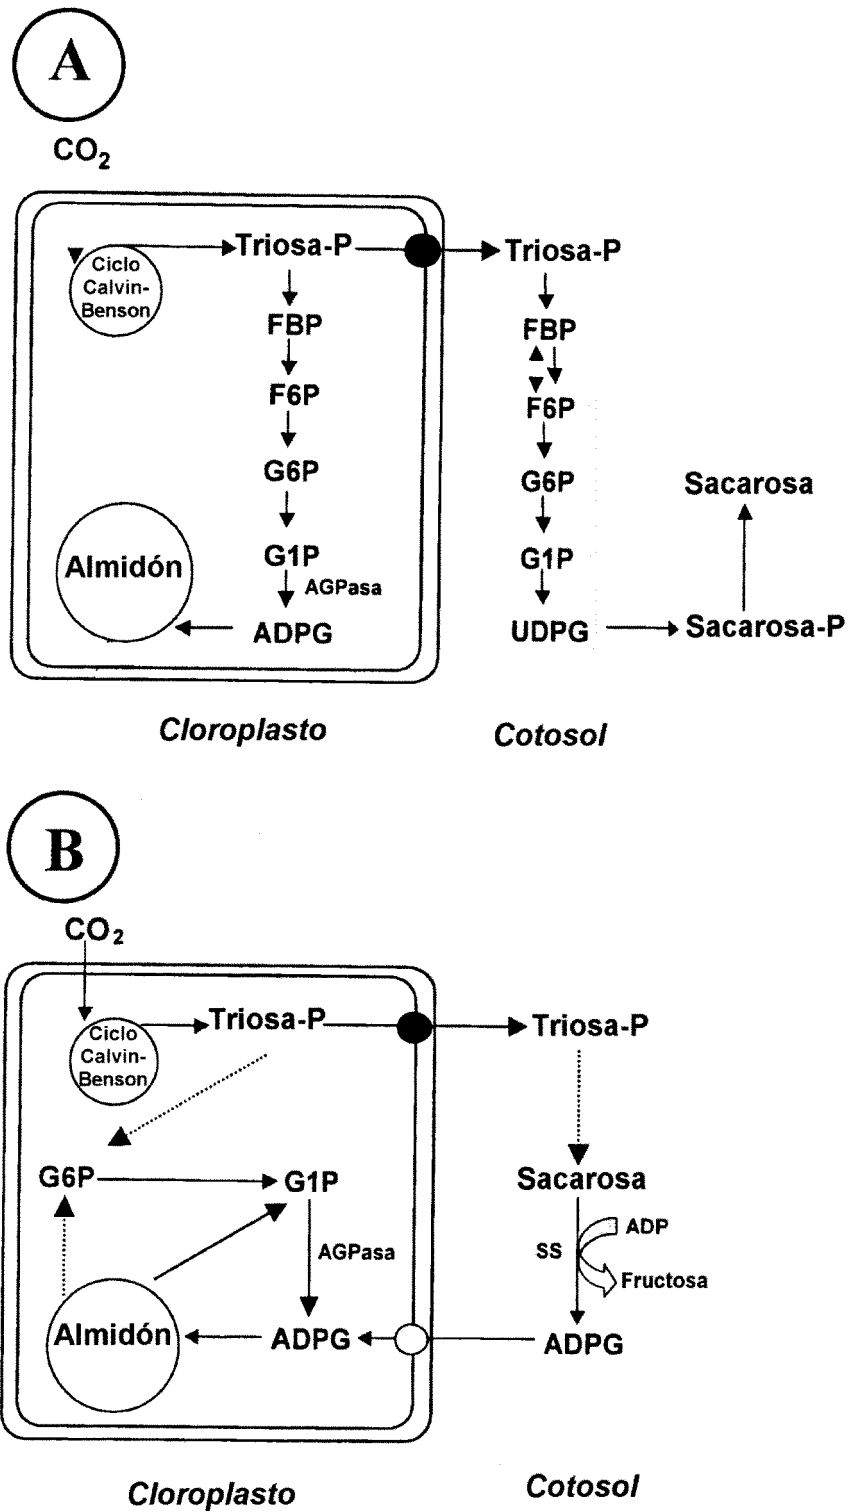 A
CO2
Triosa-P
Triosa-P
Ciclo
Calvin-
Benson
FBP
FBP
F6P
F6P
G6P
G6P
Sacarosa
Almidón
G1P
G1P
AGPasa
ADPG
UDPG
Sacarosa-P
Cloroplasto
Cotosol
B
CO2
Ciclo
Calvin-
Benson
Triosa-P
Triosa-P
G6P
G1P
Sacarosa
AGPasa
SS
ADP
Fructosa
Almidón
ADPG
ADPG
Cloroplasto
Cotosol